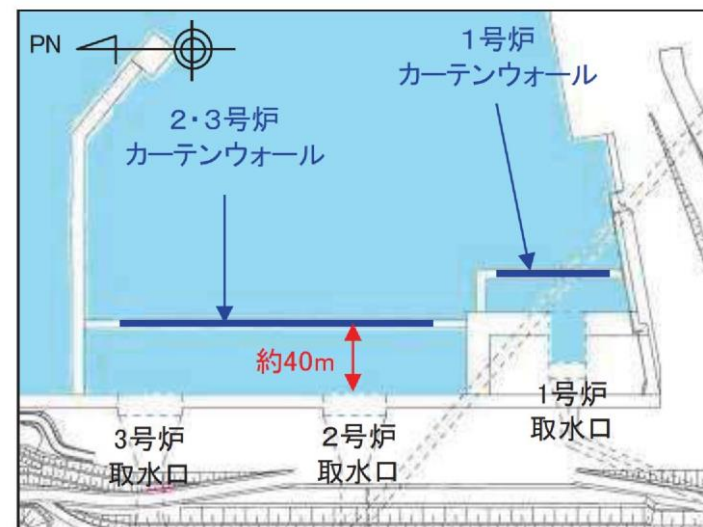 PN
1号炉
カーテンウォール
2・3号炉
カーテンウォール
約40m
3号炉
取水口
2号炉
取水口
1号炉
取水口